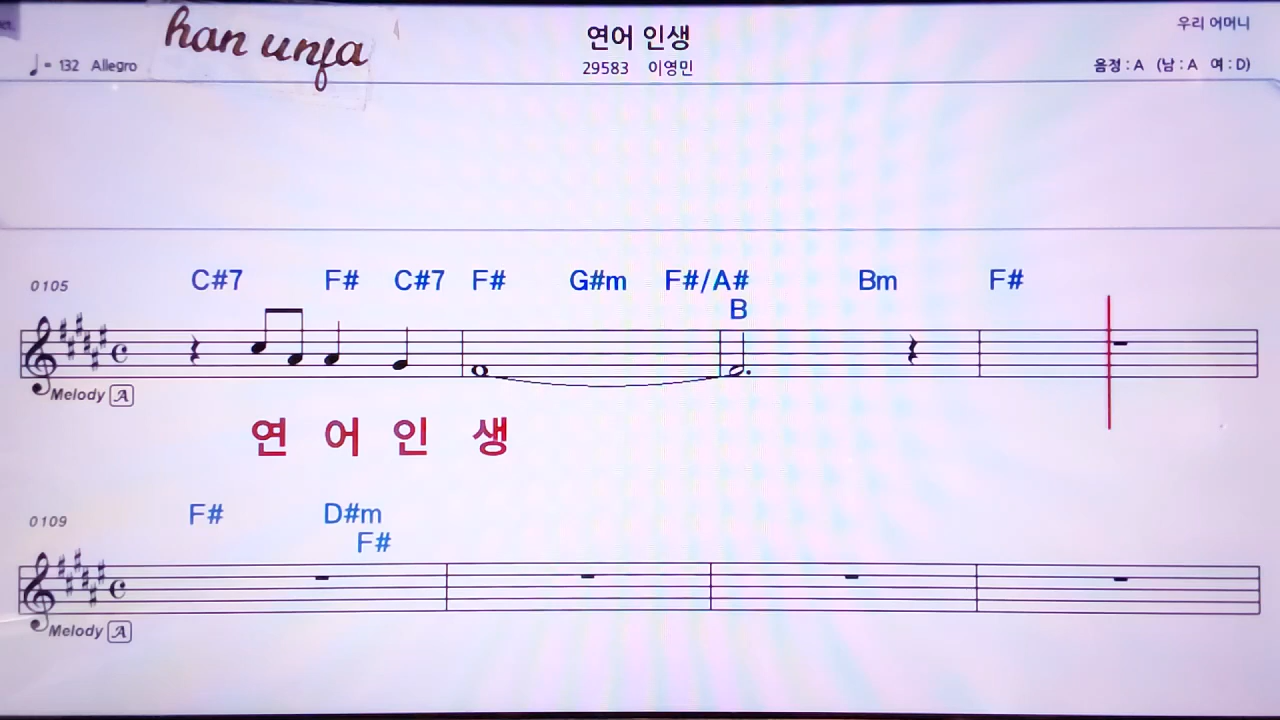 han unfa
연어 인생
우리 어머니
♩= 132 Allegro
29583 이영민
음정 : A (남 : A 여 : D)
0105
C#7 F# C#7 F# G#m F#/A# Bm F#
B
Melody A
연 어 인 생
0109
F# D#m
F#
Melody A